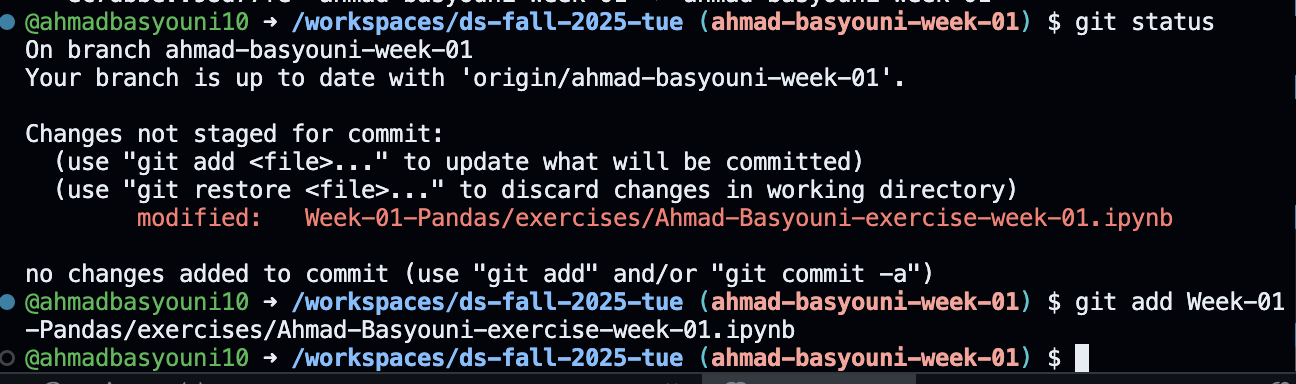 @ahmadbasyouni10 → /workspaces/ds-fall-2025-tue (ahmad-basyouni-week-01) $ git status
On branch ahmad-basyouni-week-01
Your branch is up to date with 'origin/ahmad-basyouni-week-01'.
Changes not staged for commit:
(use "git add <file>..." to update what will be committed)
(use "git restore <file>..." to discard changes in working directory)
modified: Week-01-Pandas/exercises/Ahmad-Basyouni-exercise-week-01.ipynb
no changes added to commit (use "git add" and/or "git commit -a")
@ahmadbasyouni10 → /workspaces/ds-fall-2025-tue (ahmad-basyouni-week-01) $ git add Week-01
-Pandas/exercises/Ahmad-Basyouni-exercise-week-01.ipynb
@ahmadbasyouni10 → /workspaces/ds-fall-2025-tue (ahmad-basyouni-week-01) $